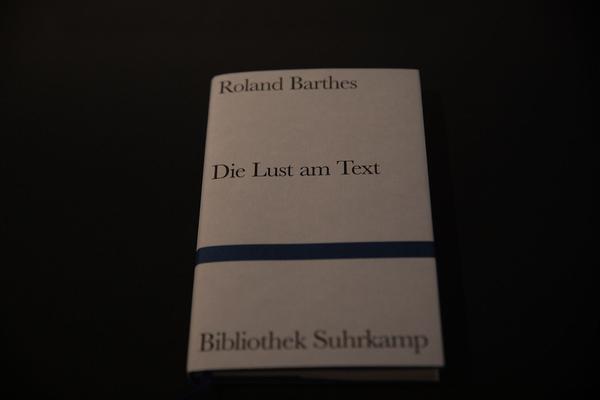 Roland Barthes
Die Lust am Text
Bibliothek Suhrkamp